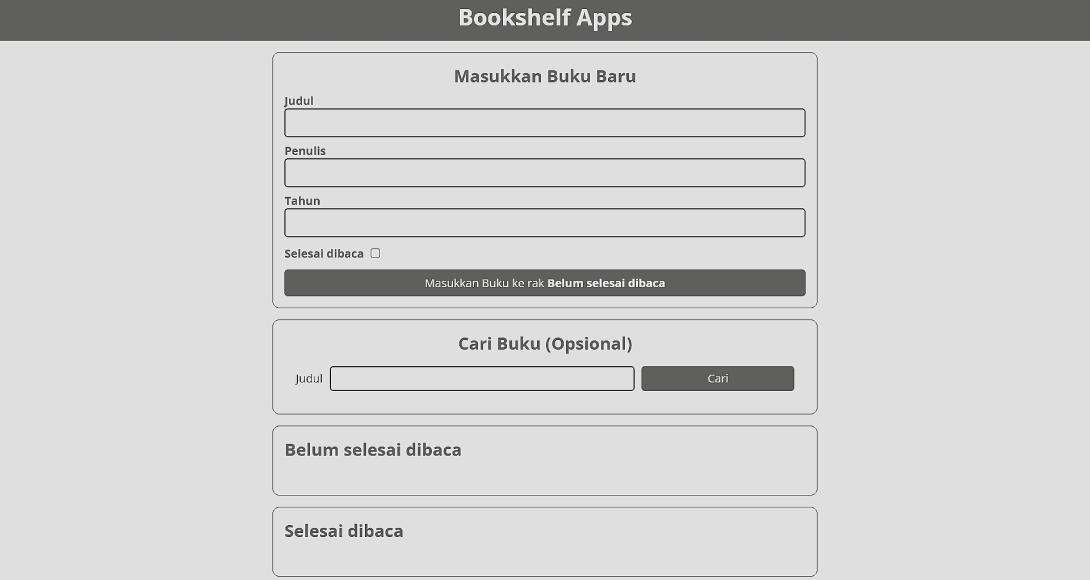 Bookshelf Apps
Masukkan Buku Baru
Judul
Penulis
Tahun
Selesai dibaca
Masukkan Buku ke rak Belum selesai dibaca
Cari Buku (Opsional)
Judul
Cari
Belum selesai dibaca
Selesai dibaca